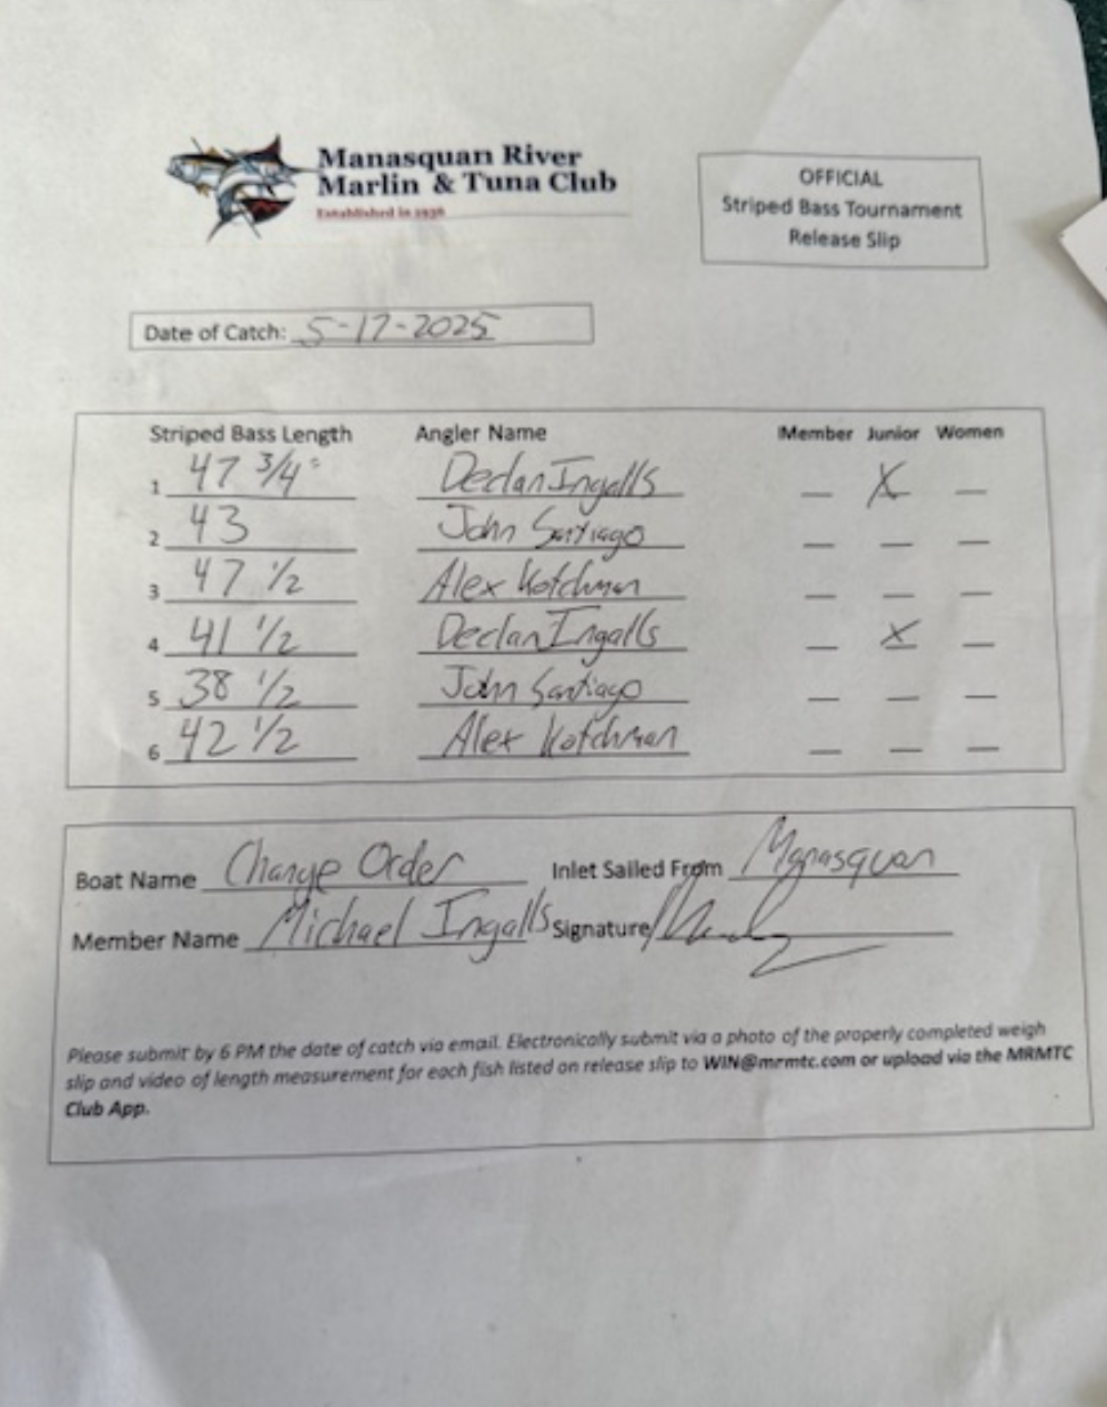 Manasquan River
Marlin & Tuna Club
Established in 1936
OFFICIAL
Striped Bass Tournament
Release Slip
Date of Catch: 5-17-2025
Striped Bass Length Angler Name Member Junior Women
1 47 3/4" Declan Ingalls _ X _
2 43 John Santiago _ _ _
3 47 1/2 Alex Kotchman _ _ _
4 41 1/2 Declan Ingalls _ X _
5 38 1/2 John Santiago _ _ _
6 42 1/2 Alex Kotchman _ _ _
Boat Name Change Order Inlet Sailed From Manasquan
Member Name Michael Ingalls Signature
Please submit by 6 PM the date of catch via email. Electronically submit via a photo of the properly completed weigh
slip and video of length measurement for each fish listed on release slip to WIN@mrmtc.com or upload via the MRMTC
Club App.